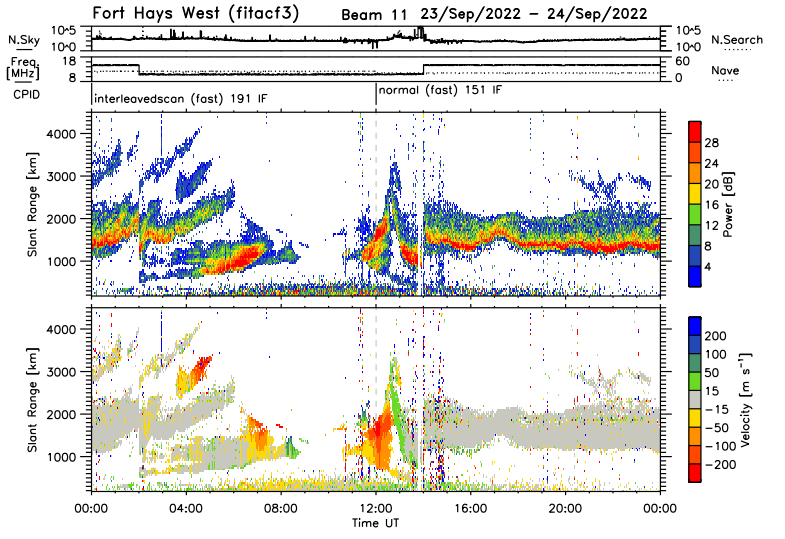 Fort Hays West (fitacf3) Beam 11 23/Sep/2022 − 24/Sep/2022
N.Sky 10^5 10^0 10^5 10^0 N.Search
Freq. [MHz] 18 8 60 0 Nave
CPID interleavedscan (fast) 191 IF normal (fast) 151 IF
Slant Range [km] 4000 3000 2000 1000
28 24 20 16 12 8 4 Power [dB]
Slant Range [km] 4000 3000 2000 1000
200 100 50 15 −15 −50 −100 −200 Velocity [m s⁻¹]
00:00 04:00 08:00 12:00 16:00 20:00 00:00
Time UT